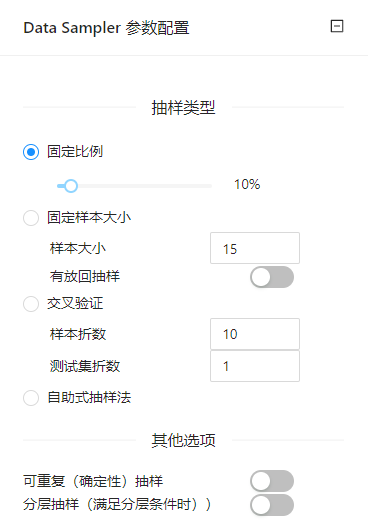 Data Sampler 参数配置
抽样类型
固定比例
10%
固定样本大小
样本大小 15
有放回抽样
交叉验证
样本折数 10
测试集折数 1
自助式抽样法
其他选项
可重复（确定性）抽样
分层抽样（满足分层条件时））